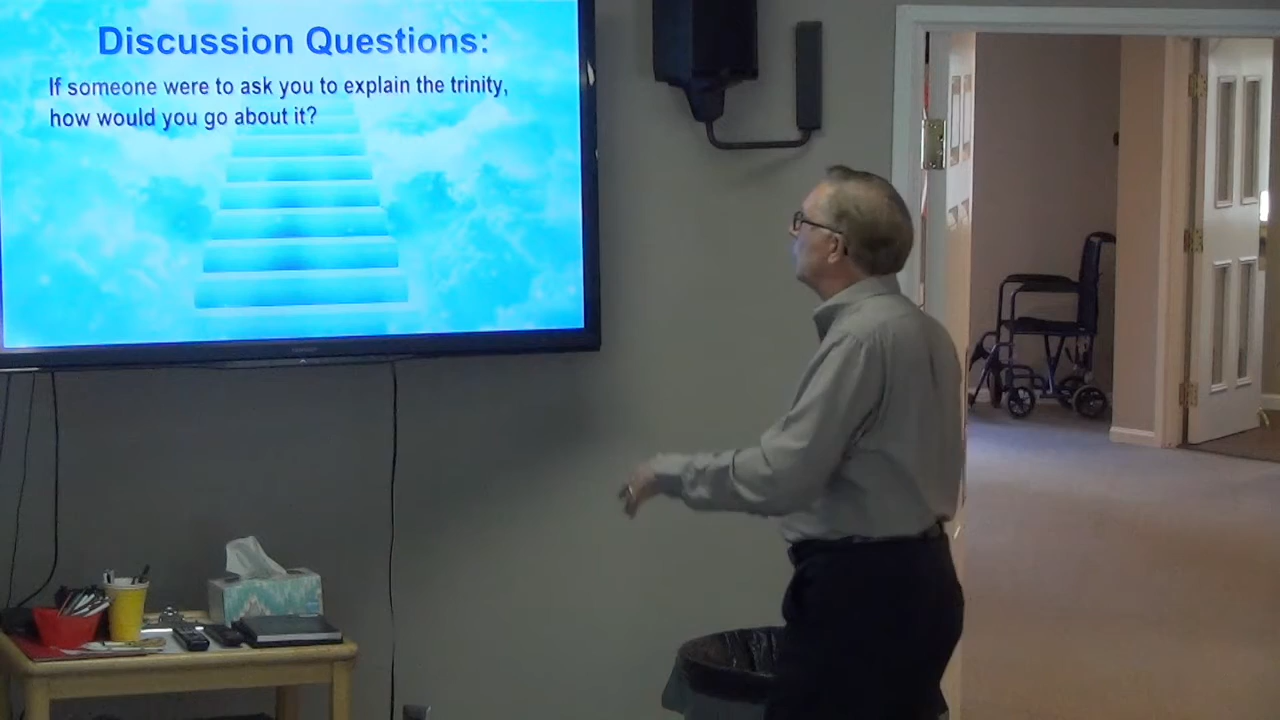 Discussion Questions:
If someone were to ask you to explain the trinity,
how would you go about it?